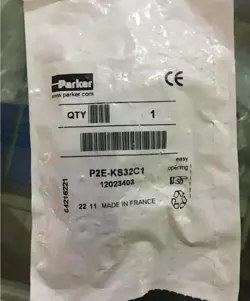 Parker
www.parker.com
CE
QTY 1
P2E-KS32C1
12023403
easy
opening
64216221
22 11 MADE IN FRANCE